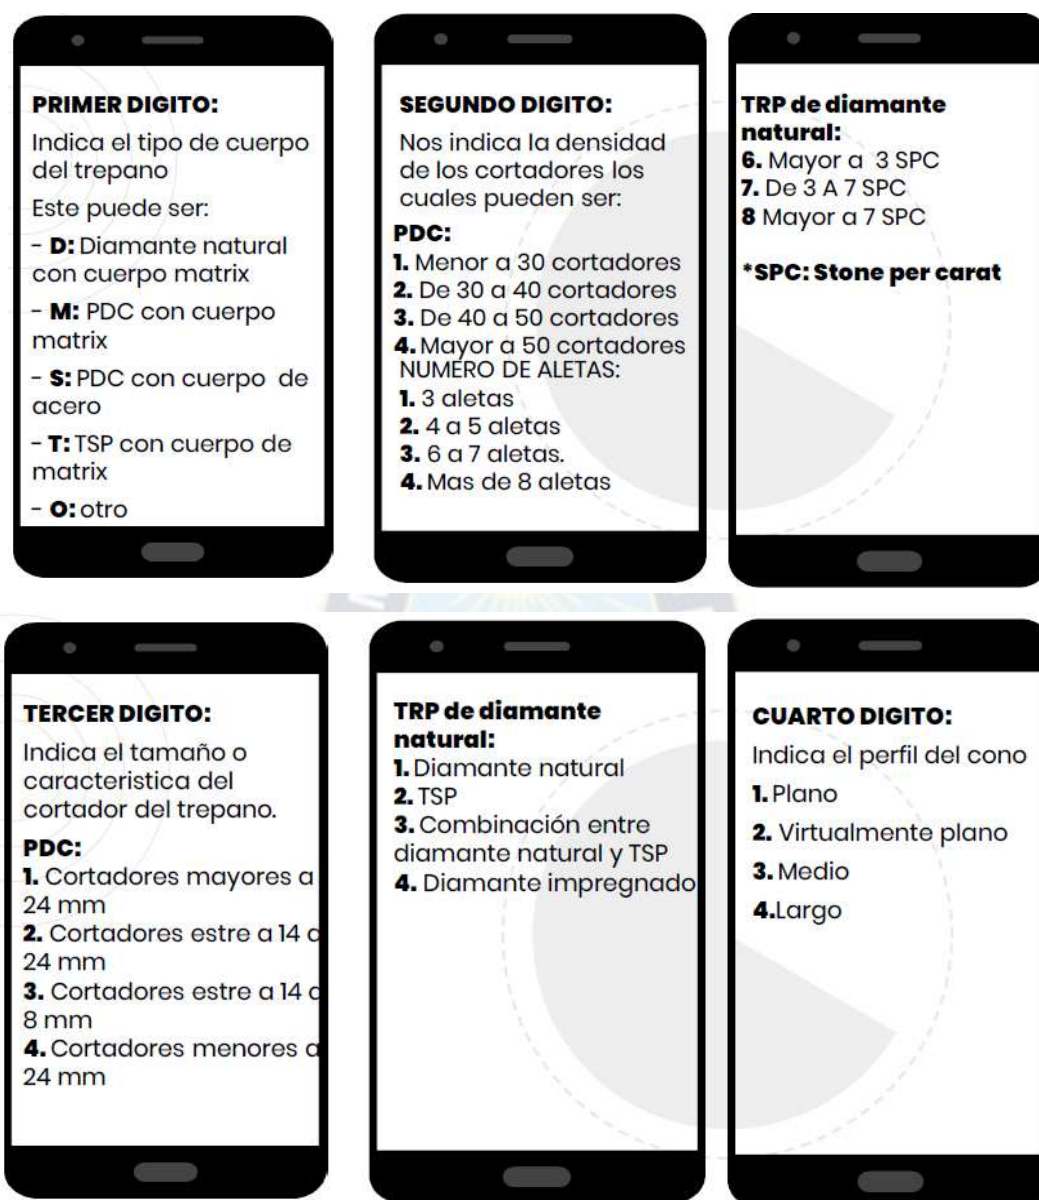 PRIMER DIGITO:
Indica el tipo de cuerpo
del trepano
Este puede ser:
- D: Diamante natural
con cuerpo matrix
- M: PDC con cuerpo
matrix
- S: PDC con cuerpo de
acero
- T: TSP con cuerpo de
matrix
- O: otro
SEGUNDO DIGITO:
Nos indica la densidad
de los cortadores los
cuales pueden ser:
PDC:
1. Menor a 30 cortadores
2. De 30 a 40 cortadores
3. De 40 a 50 cortadores
4. Mayor a 50 cortadores
NUMERO DE ALETAS:
1. 3 aletas
2. 4 a 5 aletas
3. 6 a 7 aletas.
4. Mas de 8 aletas
TRP de diamante
natural:
6. Mayor a 3 SPC
7. De 3 A 7 SPC
8 Mayor a 7 SPC
*SPC: Stone per carat
TERCER DIGITO:
Indica el tamaño o
caracteristica del
cortador del trepano.
PDC:
1. Cortadores mayores a
24 mm
2. Cortadores estre a 14 a
24 mm
3. Cortadores estre a 14 a
8 mm
4. Cortadores menores a
24 mm
TRP de diamante
natural:
1. Diamante natural
2. TSP
3. Combinación entre
diamante natural y TSP
4. Diamante impregnado
CUARTO DIGITO:
Indica el perfil del cono
1. Plano
2. Virtualmente plano
3. Medio
4.Largo